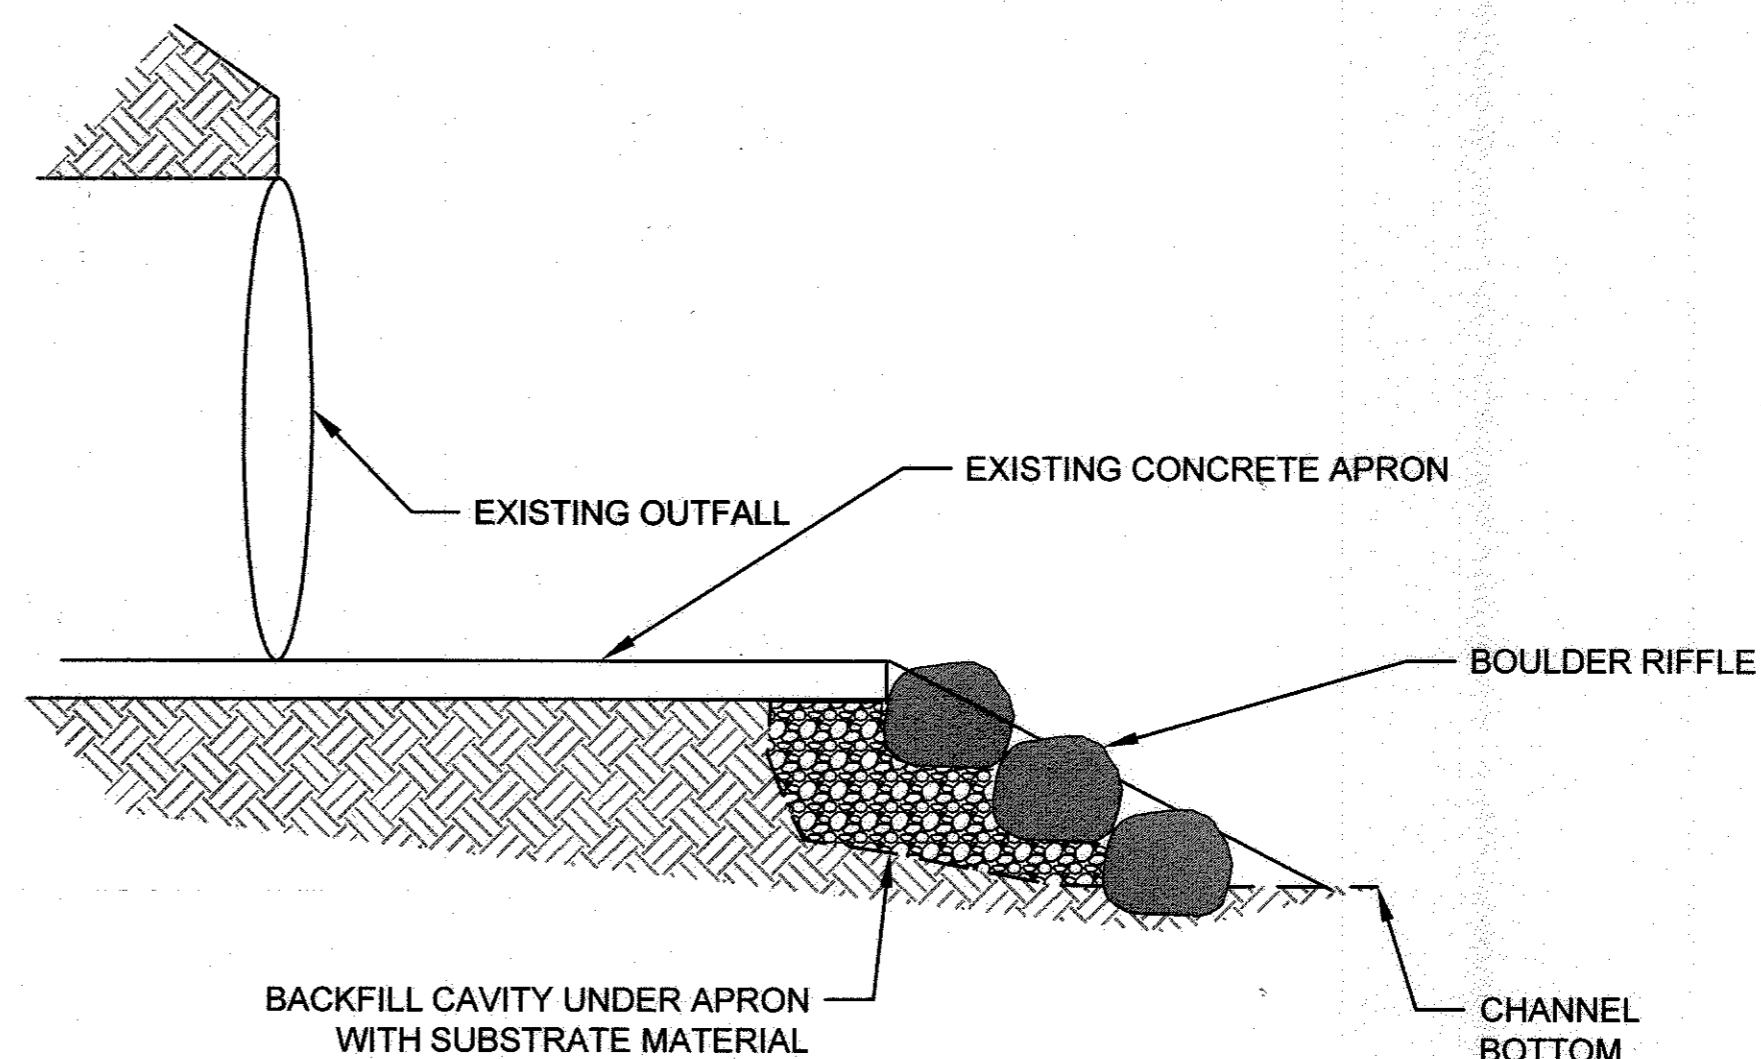 EXISTING CONCRETE APRON
EXISTING OUTFALL
BOULDER RIFFLE
BACKFILL CAVITY UNDER APRON
WITH SUBSTRATE MATERIAL
CHANNEL
BOTTOM